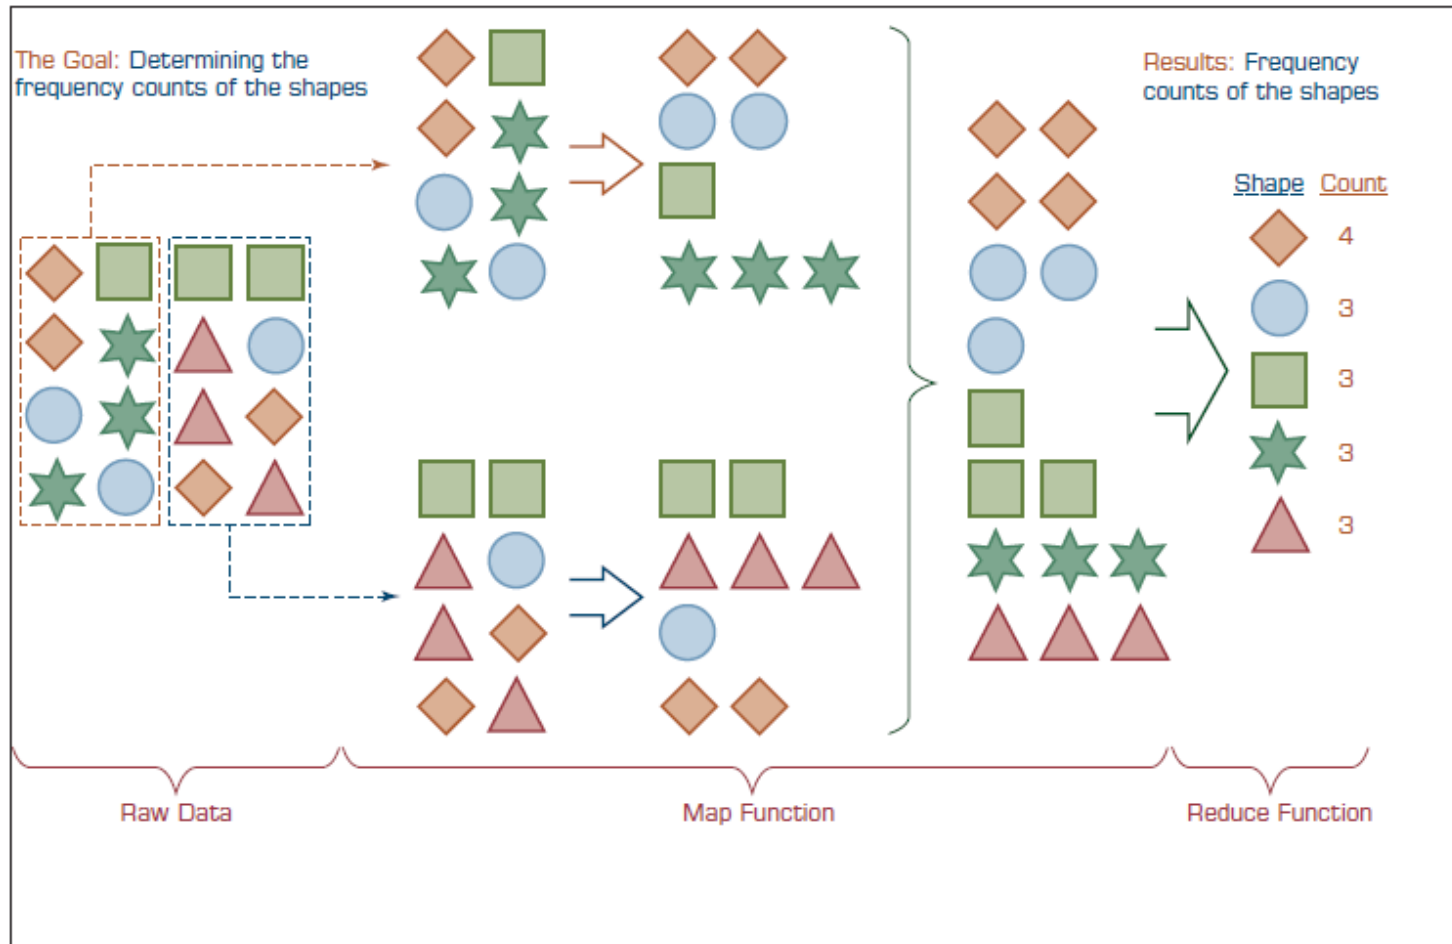 The Goal: Determining the
frequency counts of the shapes
Results: Frequency
counts of the shapes
Shape Count
4
3
3
3
3
Raw Data
Map Function
Reduce Function